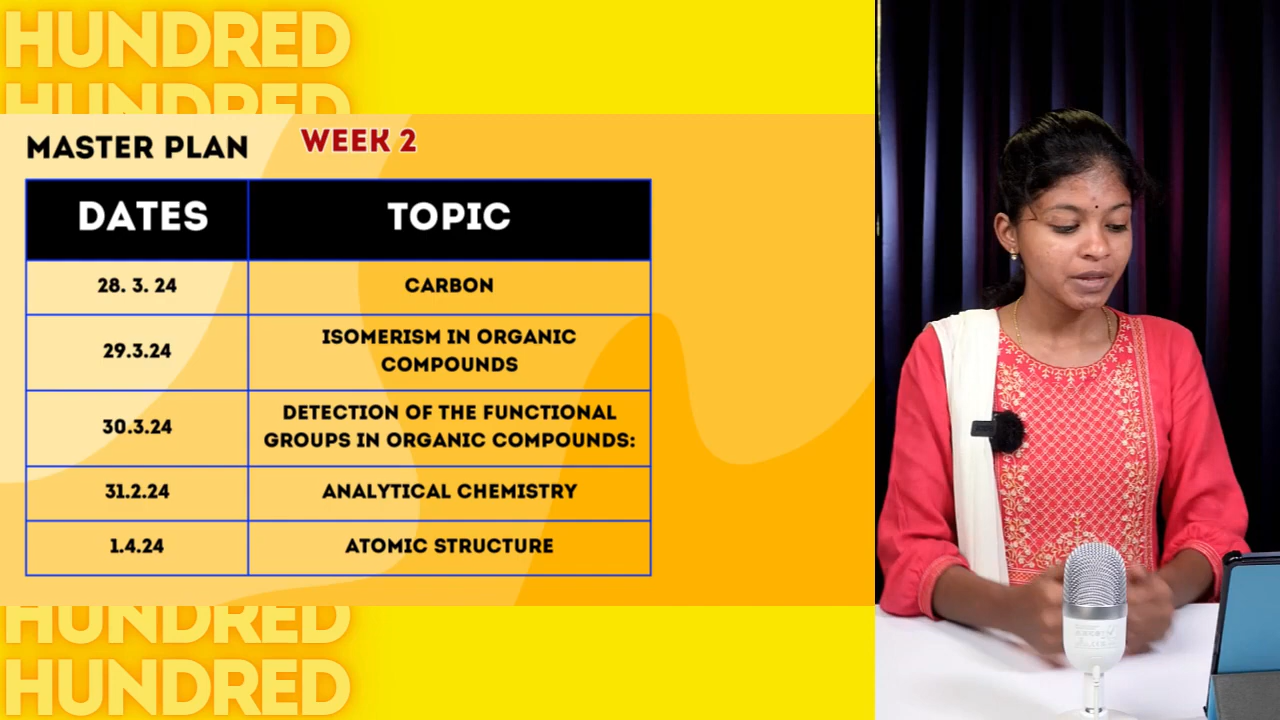 HUNDRED
HUNDRED
MASTER PLAN WEEK 2
DATES TOPIC
28. 3. 24 CARBON
29.3.24 ISOMERISM IN ORGANIC
COMPOUNDS
30.3.24 DETECTION OF THE FUNCTIONAL
GROUPS IN ORGANIC COMPOUNDS:
31.2.24 ANALYTICAL CHEMISTRY
1.4.24 ATOMIC STRUCTURE
HUNDRED
HUNDRED